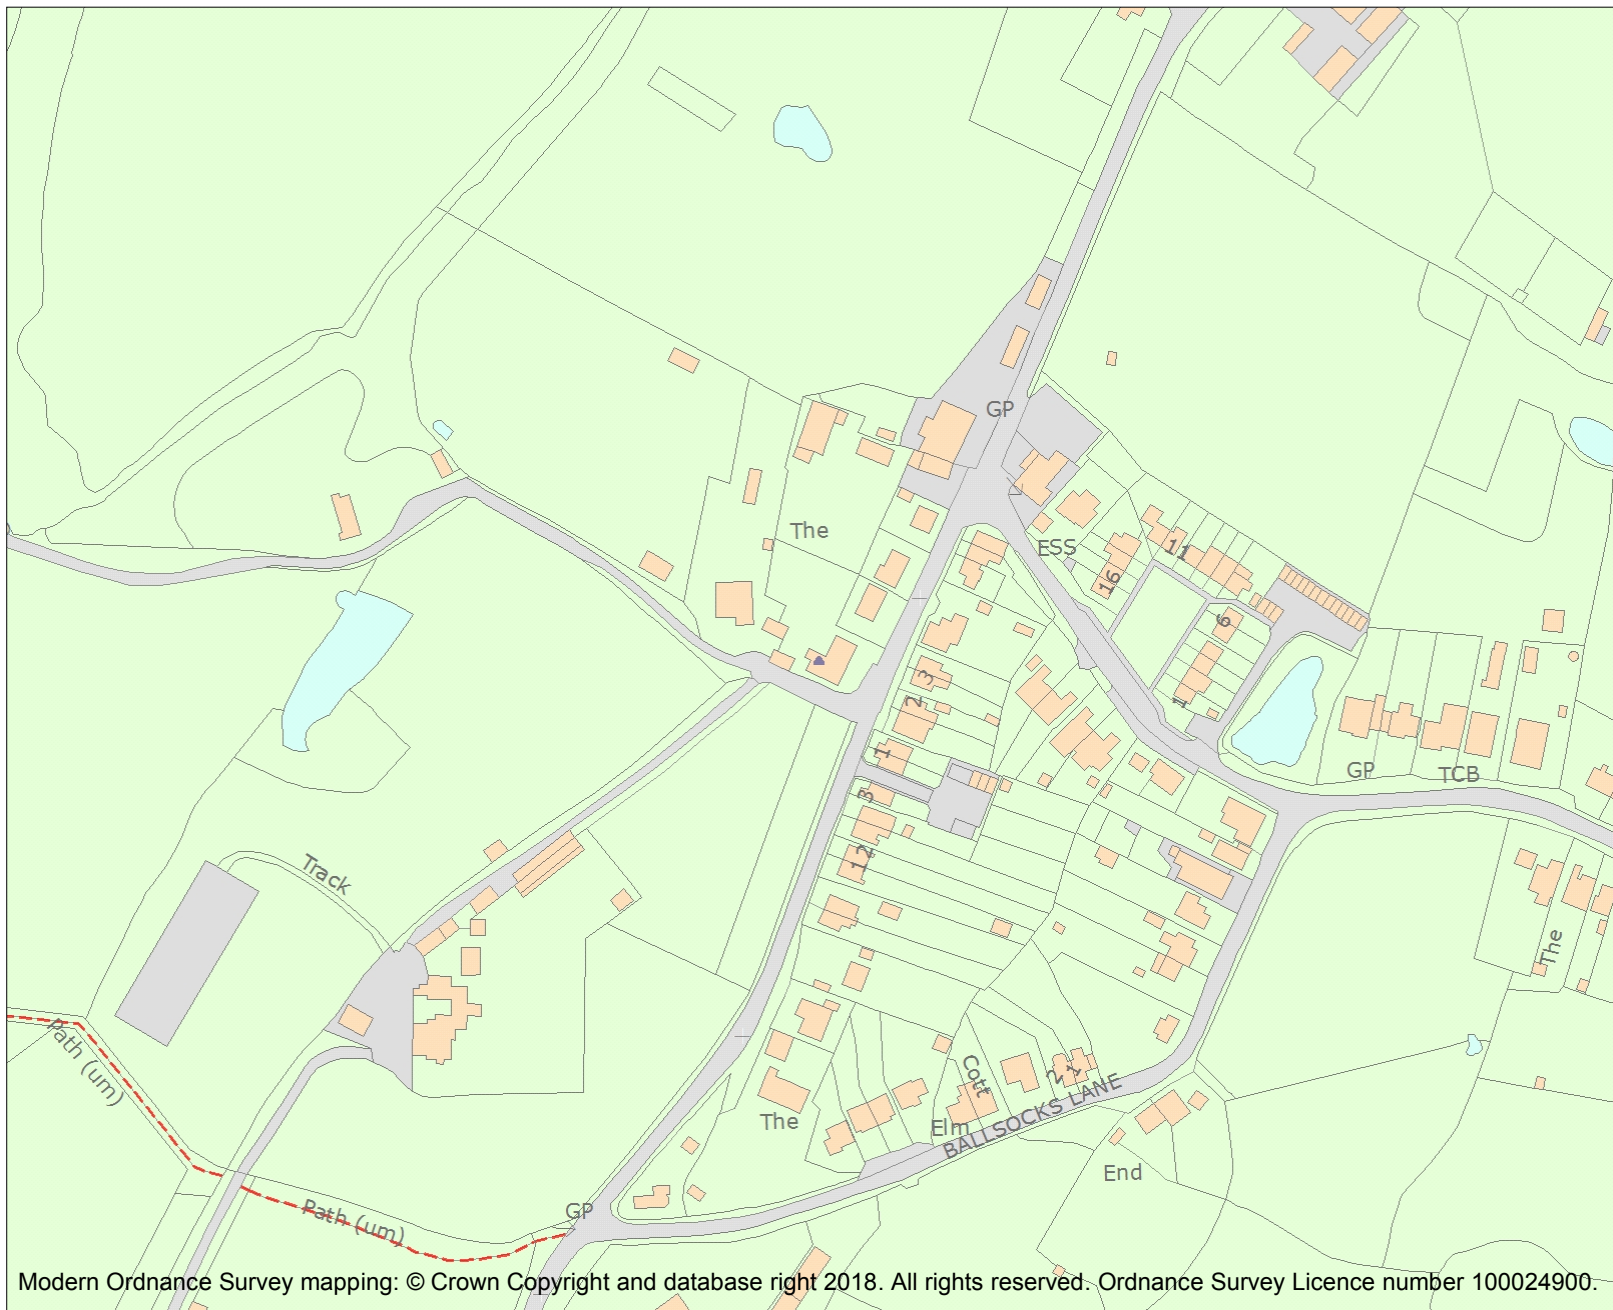 GP
The
ESS
11
16
6
3
1
2
1
GP
TCB
3
12
Track
The
Path (um)
Cott
2
1
BALLSOCKS LANE
The
Elm
End
Path (um)
GP
Modern Ordnance Survey mapping: © Crown Copyright and database right 2018. All rights reserved. Ordnance Survey Licence number 100024900.